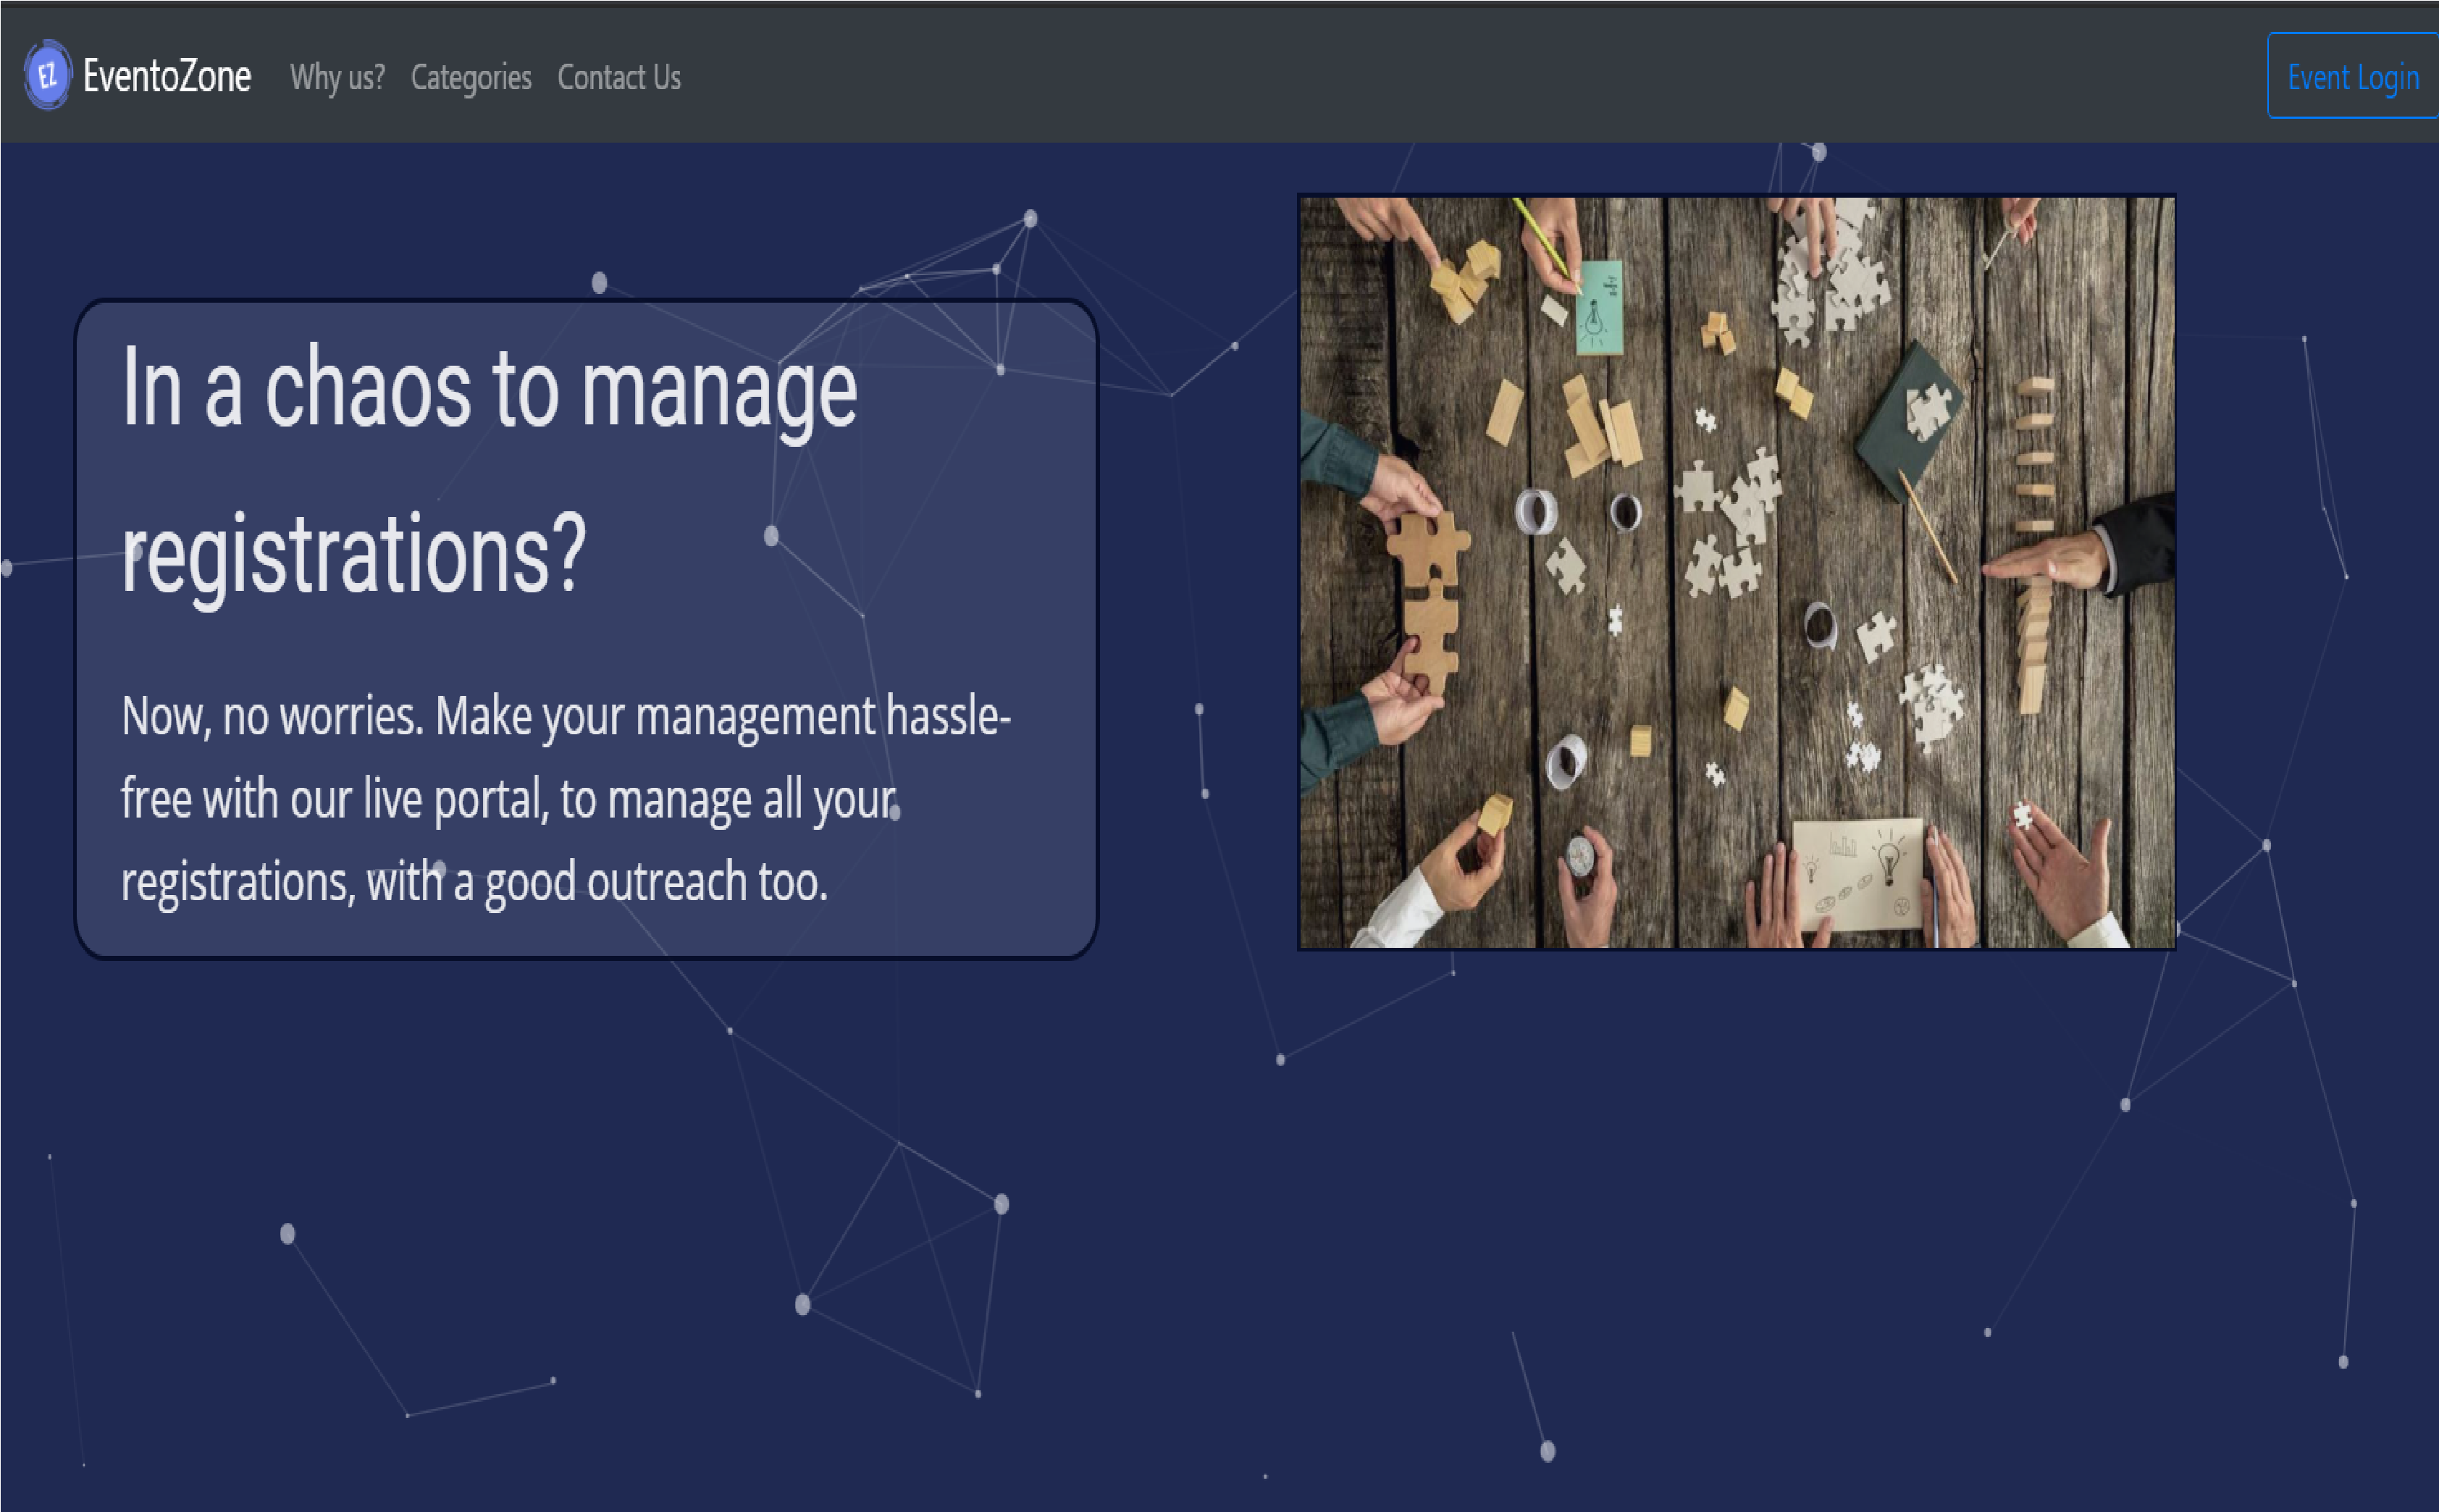 EZ EventoZone Why us? Categories Contact Us Event Login
In a chaos to manage
registrations?
Now, no worries. Make your management hassle-
free with our live portal, to manage all your
registrations, with a good outreach too.